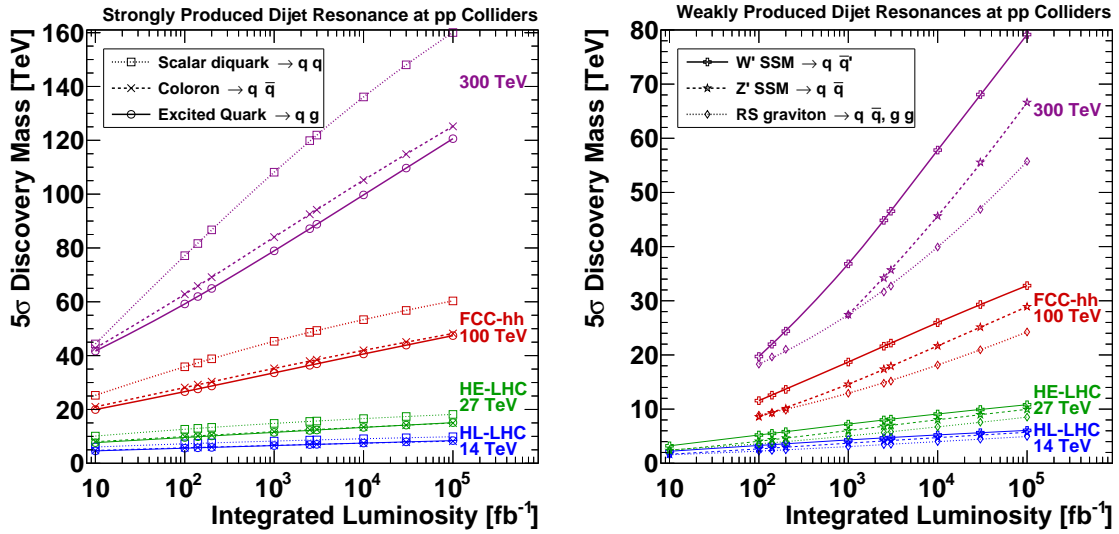 Strongly Produced Dijet Resonance at pp Colliders
5σ Discovery Mass [TeV]
160
140
120
100
80
60
40
20
0
Scalar diquark → q q
Coloron → q q̅
Excited Quark → q g
300 TeV
FCC-hh
100 TeV
HE-LHC
27 TeV
HL-LHC
14 TeV
10 10² 10³ 10⁴ 10⁵
Integrated Luminosity [fb⁻¹]
Weakly Produced Dijet Resonances at pp Colliders
5σ Discovery Mass [TeV]
80
70
60
50
40
30
20
10
0
W' SSM → q q̅'
Z' SSM → q q̅
RS graviton → q q̅, g g
300 TeV
FCC-hh
100 TeV
HE-LHC
27 TeV
HL-LHC
14 TeV
10 10² 10³ 10⁴ 10⁵
Integrated Luminosity [fb⁻¹]